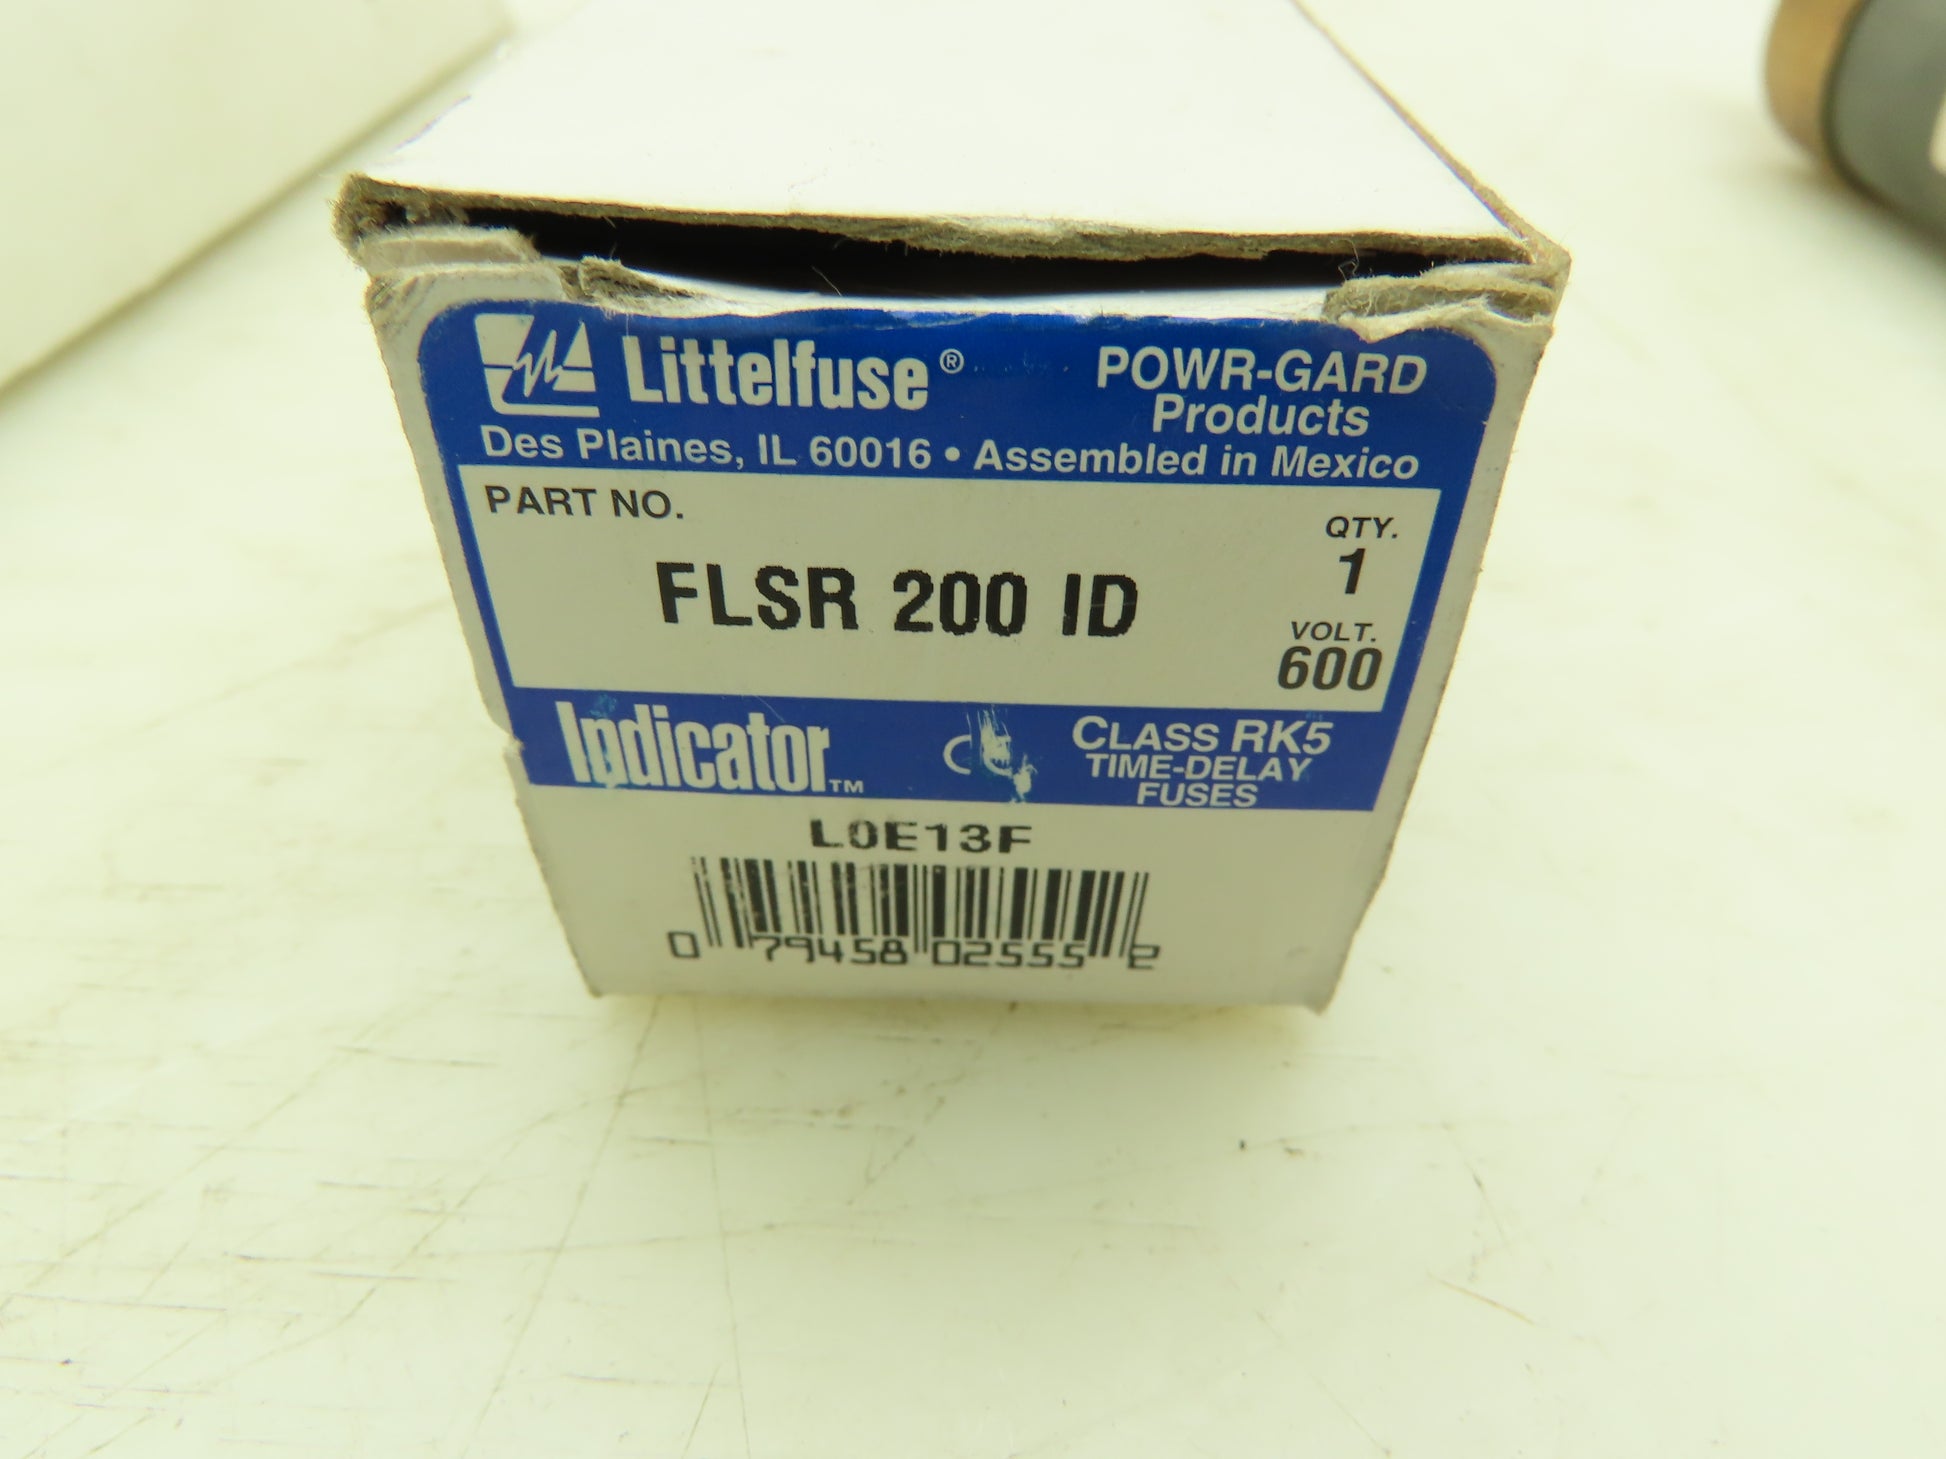 Littelfuse®
POWR-GARD
Products
Des Plaines, IL 60016 • Assembled in Mexico
PART NO.
QTY.
1
FLSR 200 ID
VOLT.
600
Indicator™
CLASS RK5
TIME-DELAY
FUSES
L0E13F
0 79458 02555 2